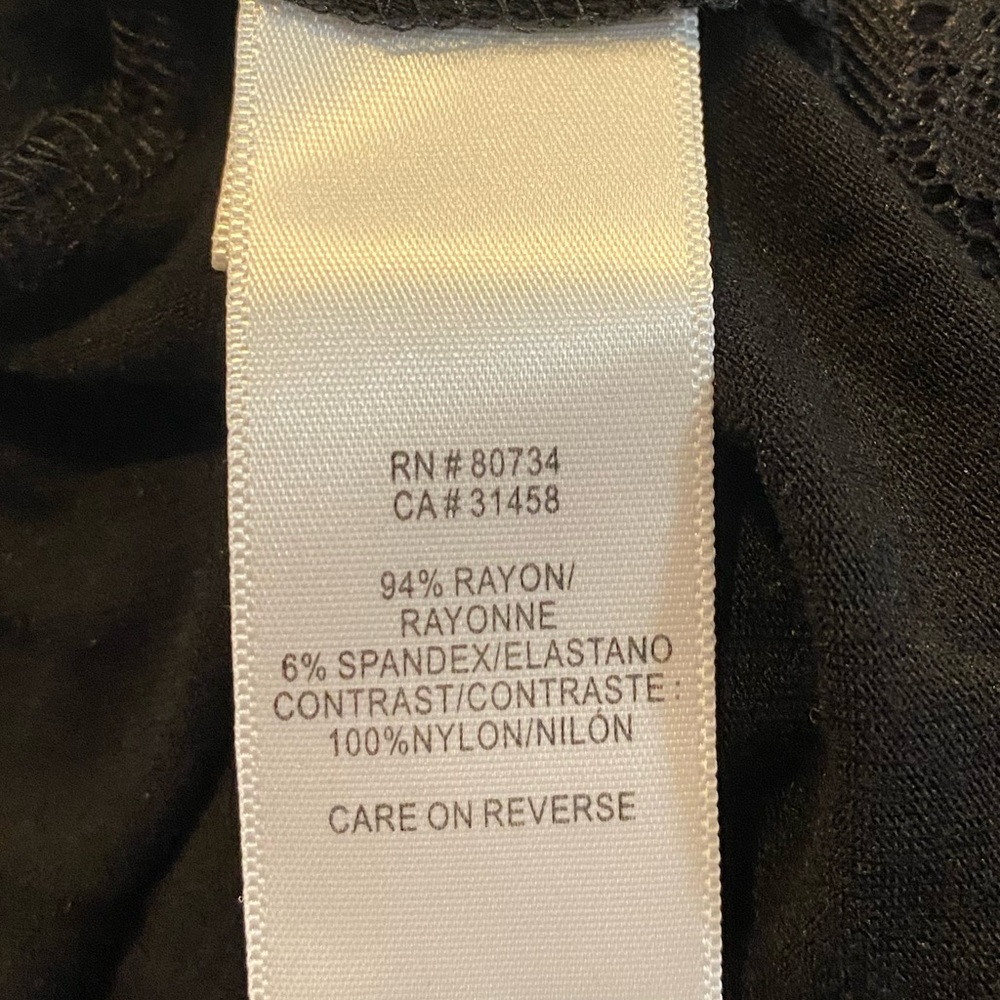 RN # 80734
CA # 31458
94% RAYON/
RAYONNE
6% SPANDEX/ELASTANO
CONTRAST/CONTRASTE :
100%NYLON/NILÓN
CARE ON REVERSE